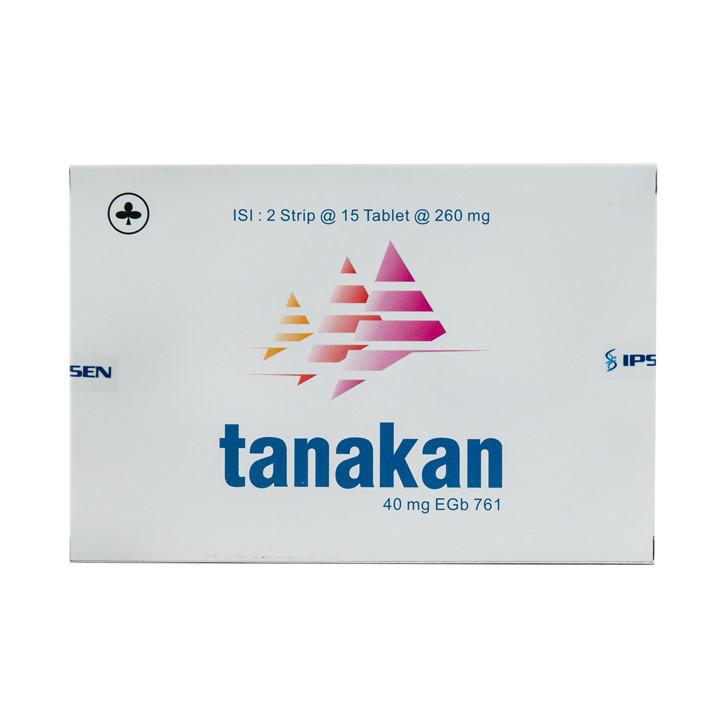 ISI : 2 Strip @ 15 Tablet @ 260 mg
SEN
IPS
tanakan
40 mg EGb 761